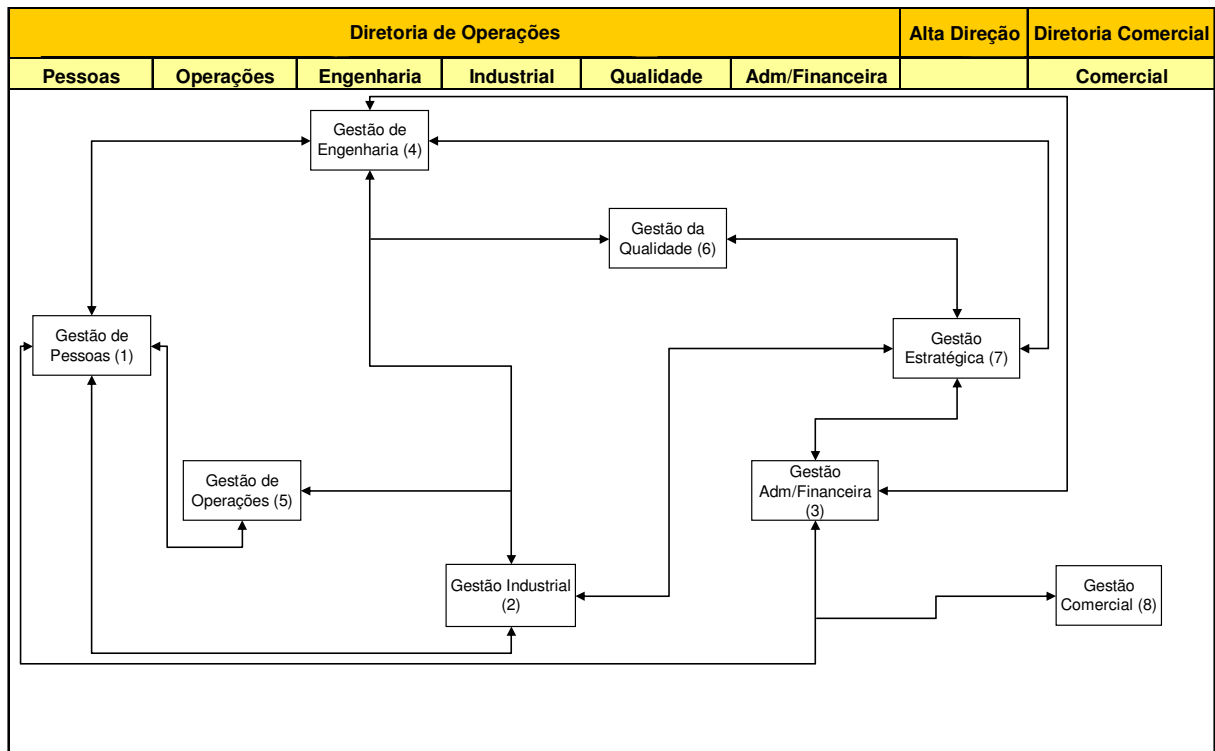 Diretoria de Operações
Alta Direção
Diretoria Comercial
Pessoas
Operações
Engenharia
Industrial
Qualidade
Adm/Financeira
Comercial
Gestão de
Engenharia (4)
Gestão da
Qualidade (6)
Gestão de
Pessoas (1)
Gestão
Estratégica (7)
Gestão de
Operações (5)
Gestão
Adm/Financeira
(3)
Gestão Industrial
(2)
Gestão
Comercial (8)